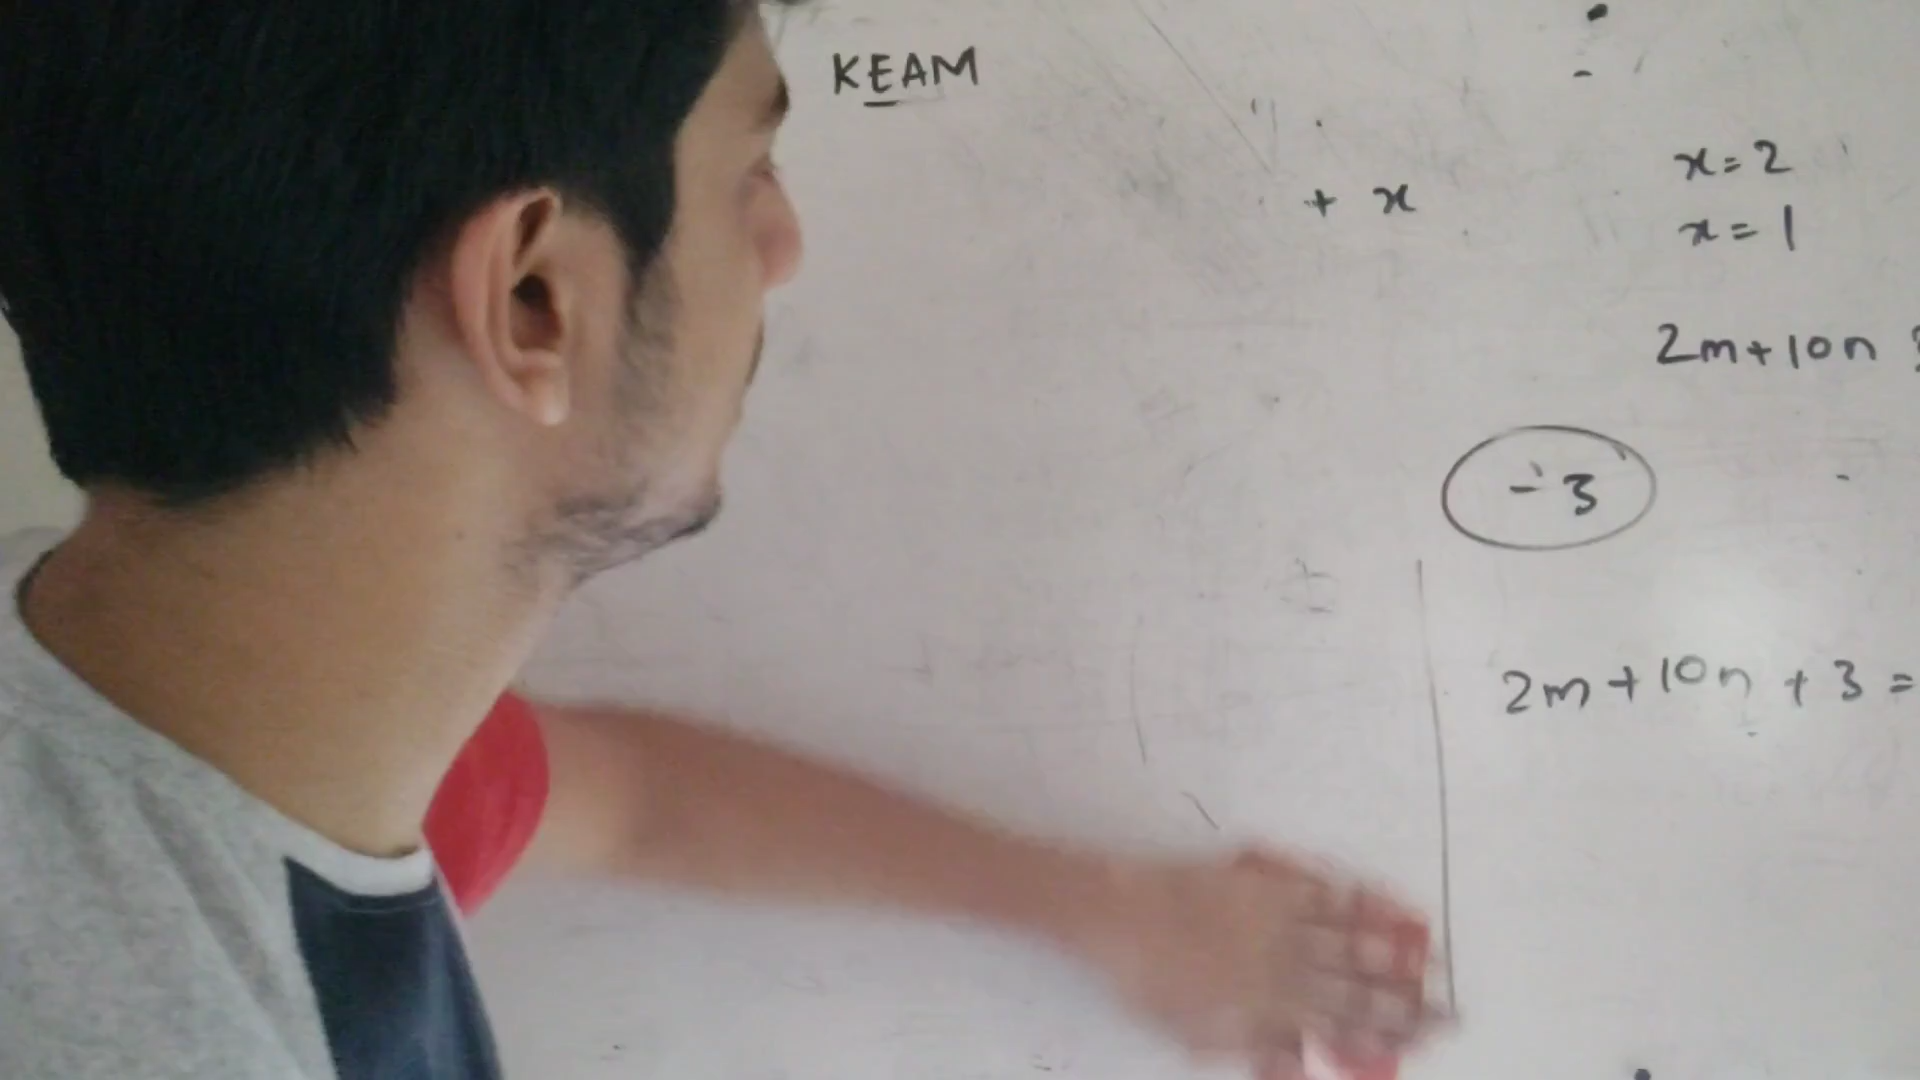 KEAM
x = 2
+ x
x = 1
2m + 10n
- 3
2m + 10n + 3 =